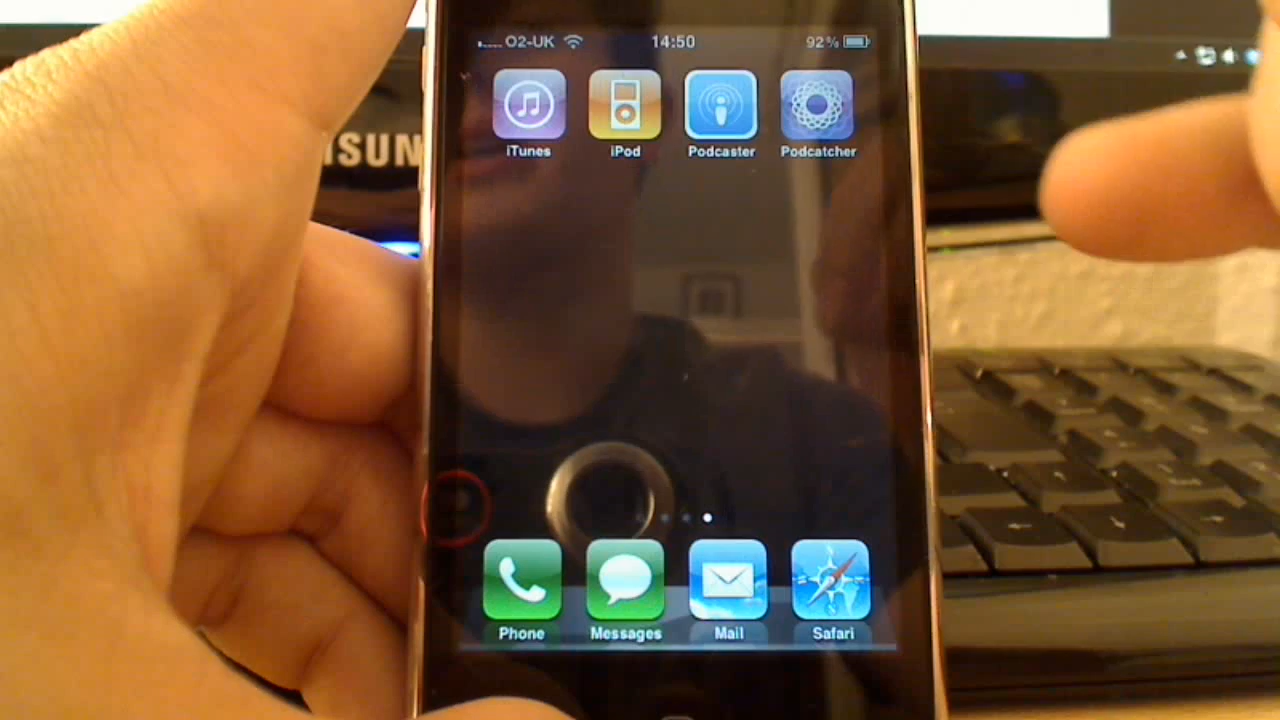 O2-UK 14:50 92%
iTunes iPod Podcaster Podcatcher
SUN
Phone Messages Mail Safari